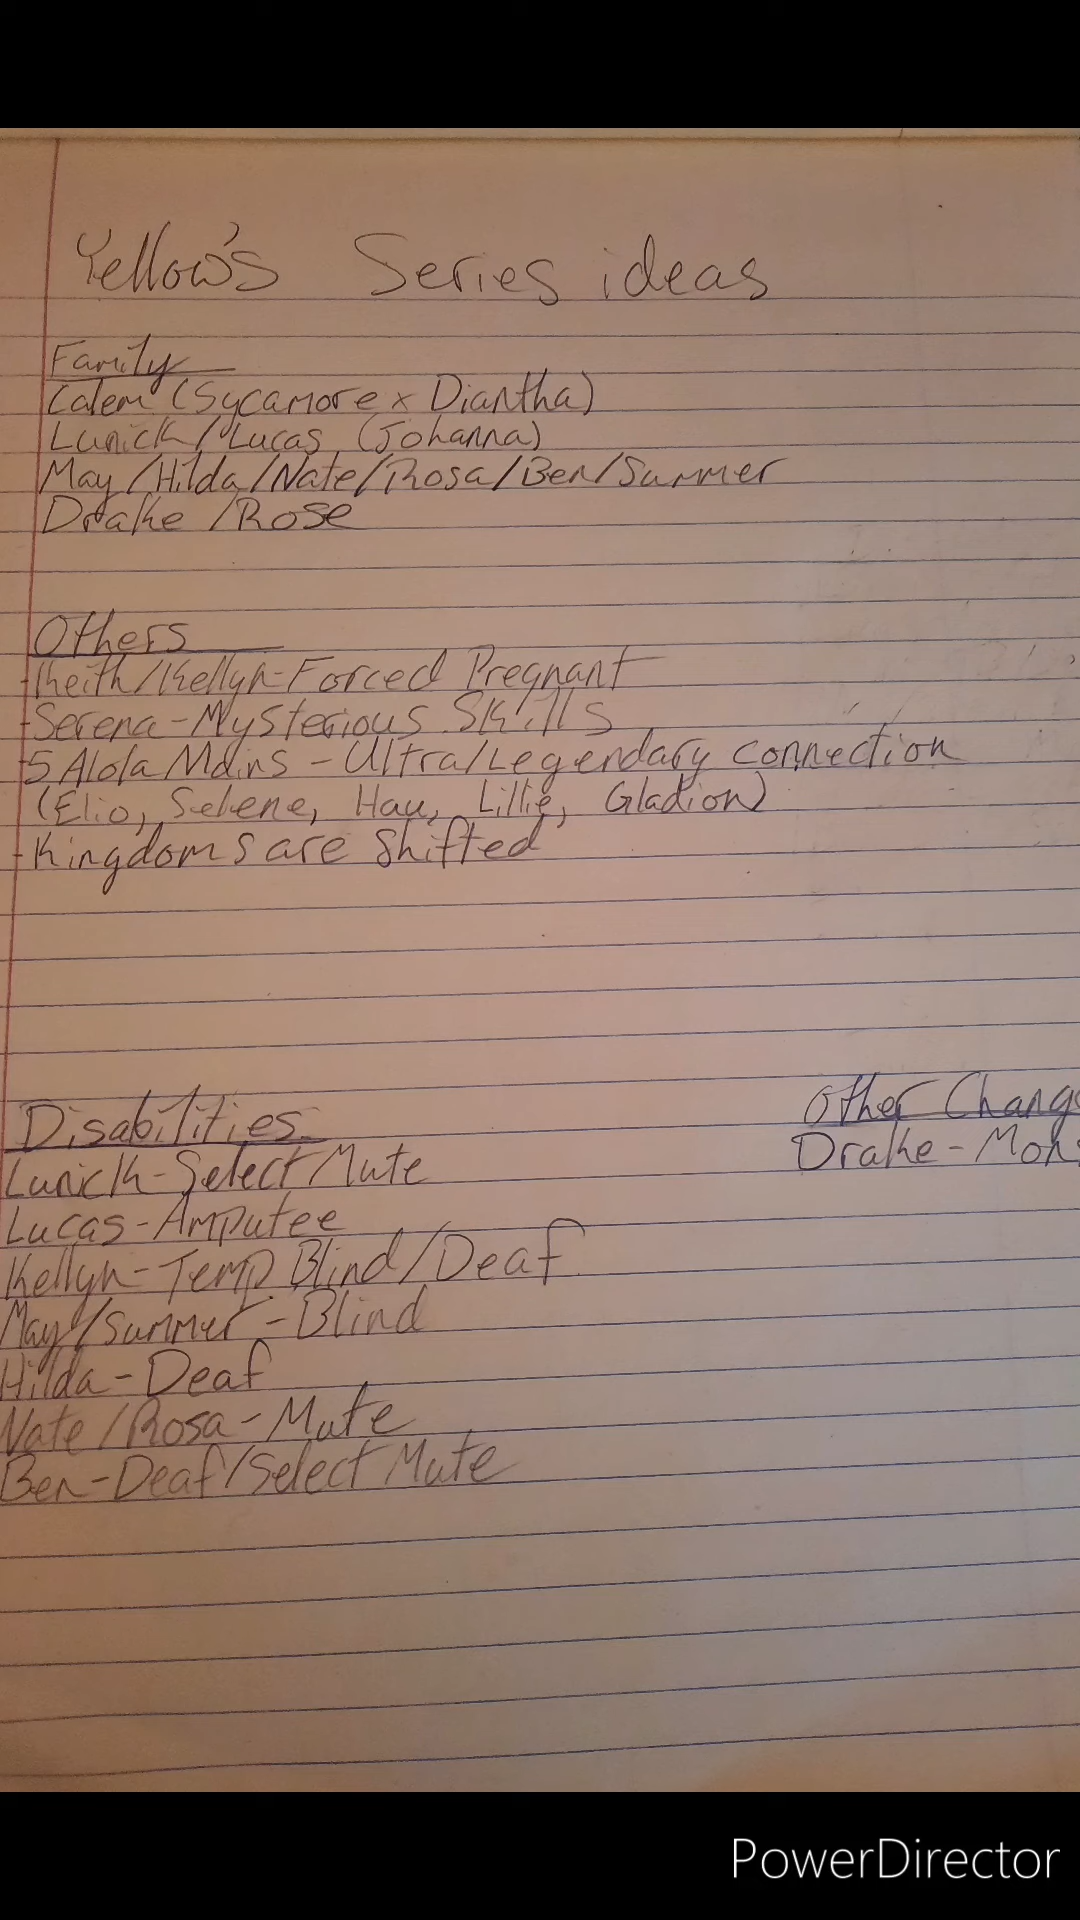 Yellow's Series ideas
Family
Calem (Sycamore x Diantha)
Lunick/Lucas (Johanna)
May/Hilda/Nate/Rosa/Ben/Summer
Drake/Rose
Others
-Keith/Kellyn-Forced Pregnant
-Serena-Mysterious Skills
-5 Alola Mains-Ultra/Legendary connection
(Elio, Selene, Hau, Lillie, Gladion)
-Kingdoms are Shifted
Other Chang
Drake-Mon
Disabilities
Lunick-Select Mute
Lucas-Amputee
Kellyn-Temp. Blind/Deaf
May/Summer-Blind
Hilda-Deaf
Nate/Rosa-Mute
Ben-Deaf/Select Mute
PowerDirector